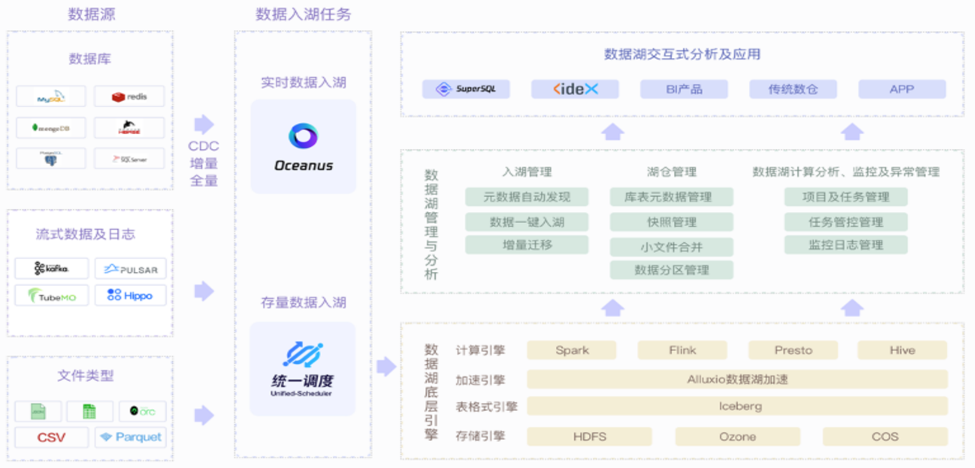 数据源
数据库
MySQL
redis
mongoDB
PostgreSQL
SQL Server
流式数据及日志
kafka
PULSAR
TubeMQ
Hippo
文件类型
orc
CSV
Parquet
CDC
增量
全量
数据入湖任务
实时数据入湖
Oceanus
存量数据入湖
统一调度
Unified-Scheduler
数据湖交互式分析及应用
SuperSQL
ideX
BI产品
传统数仓
APP
数据湖管理与分析
入湖管理
元数据自动发现
数据一键入湖
增量迁移
湖仓管理
库表元数据管理
快照管理
小文件合并
数据分区管理
数据湖计算分析、监控及异常管理
项目及任务管理
任务管控管理
监控日志管理
数据湖底层引擎
计算引擎
Spark
Flink
Presto
Hive
加速引擎
Alluxio数据湖加速
表格式引擎
Iceberg
存储引擎
HDFS
Ozone
COS